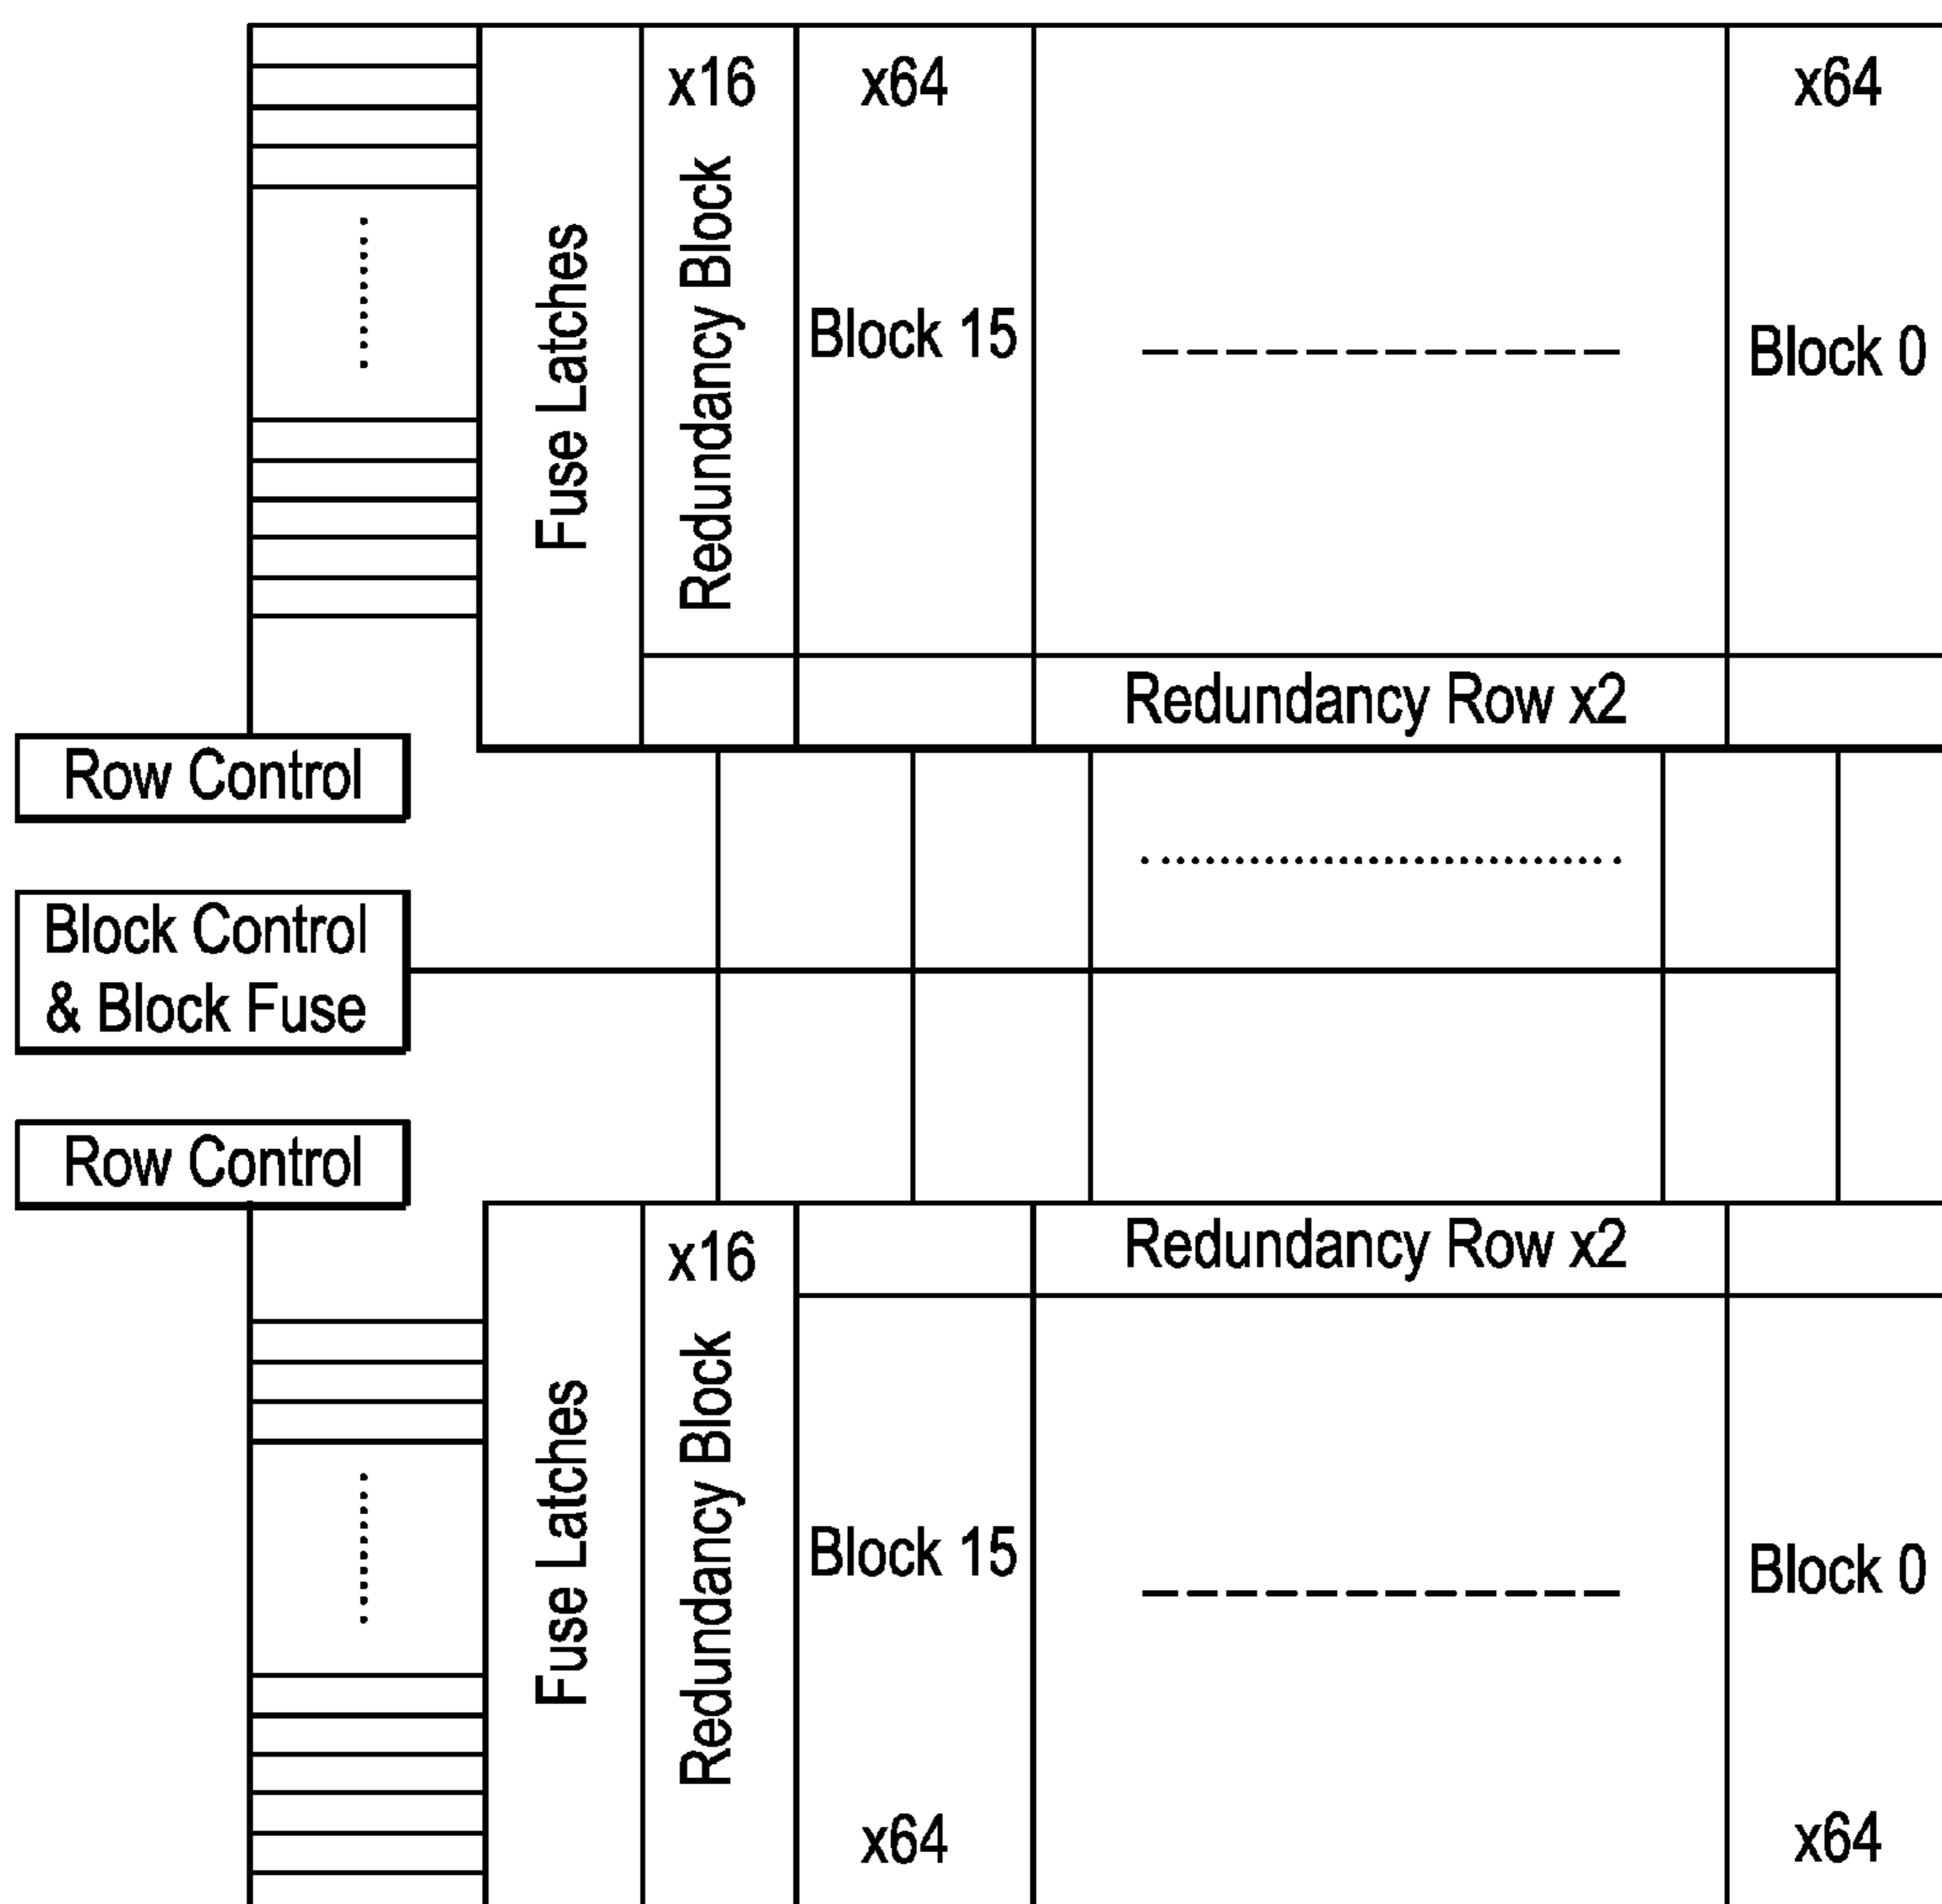 x16
x64
x64
Fuse Latches
Redundancy Block
Block 15
Block 0
Redundancy Row x2
Row Control
Block Control
& Block Fuse
Row Control
Redundancy Row x2
x16
Fuse Latches
Redundancy Block
Block 15
Block 0
x64
x64